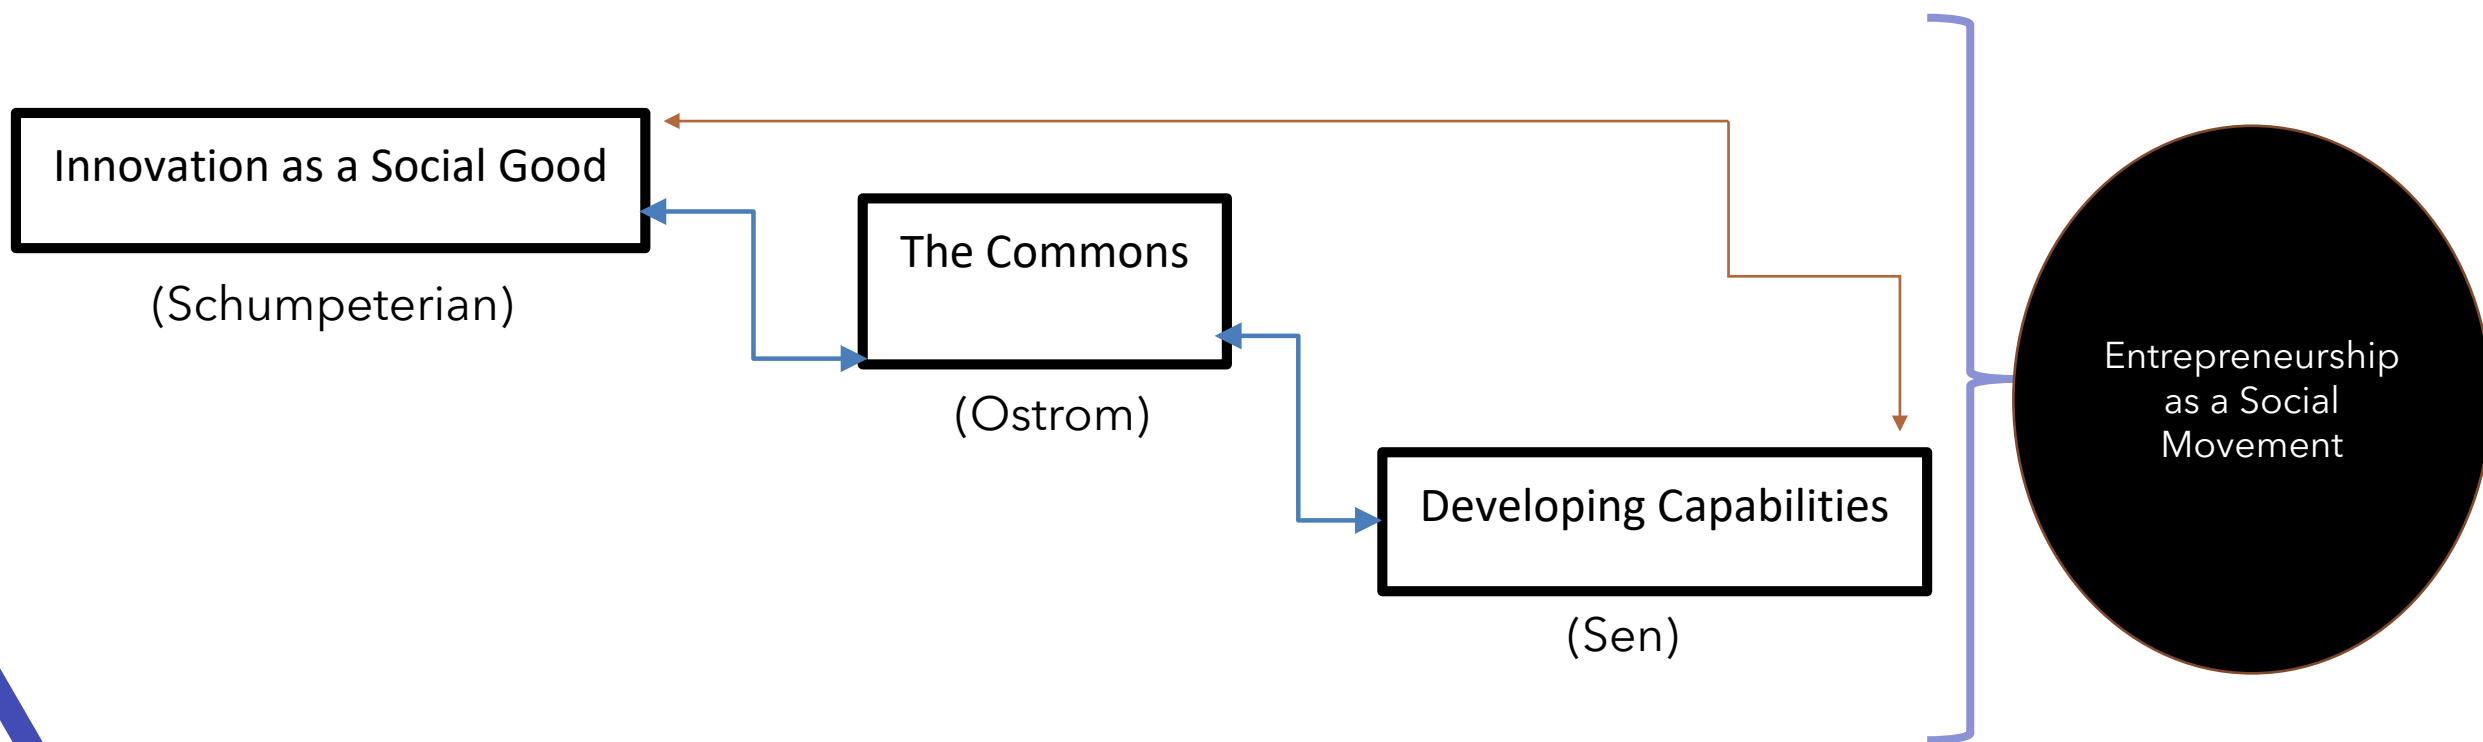 Innovation as a Social Good
(Schumpeterian)
The Commons
(Ostrom)
Developing Capabilities
(Sen)
Entrepreneurship
as a Social
Movement